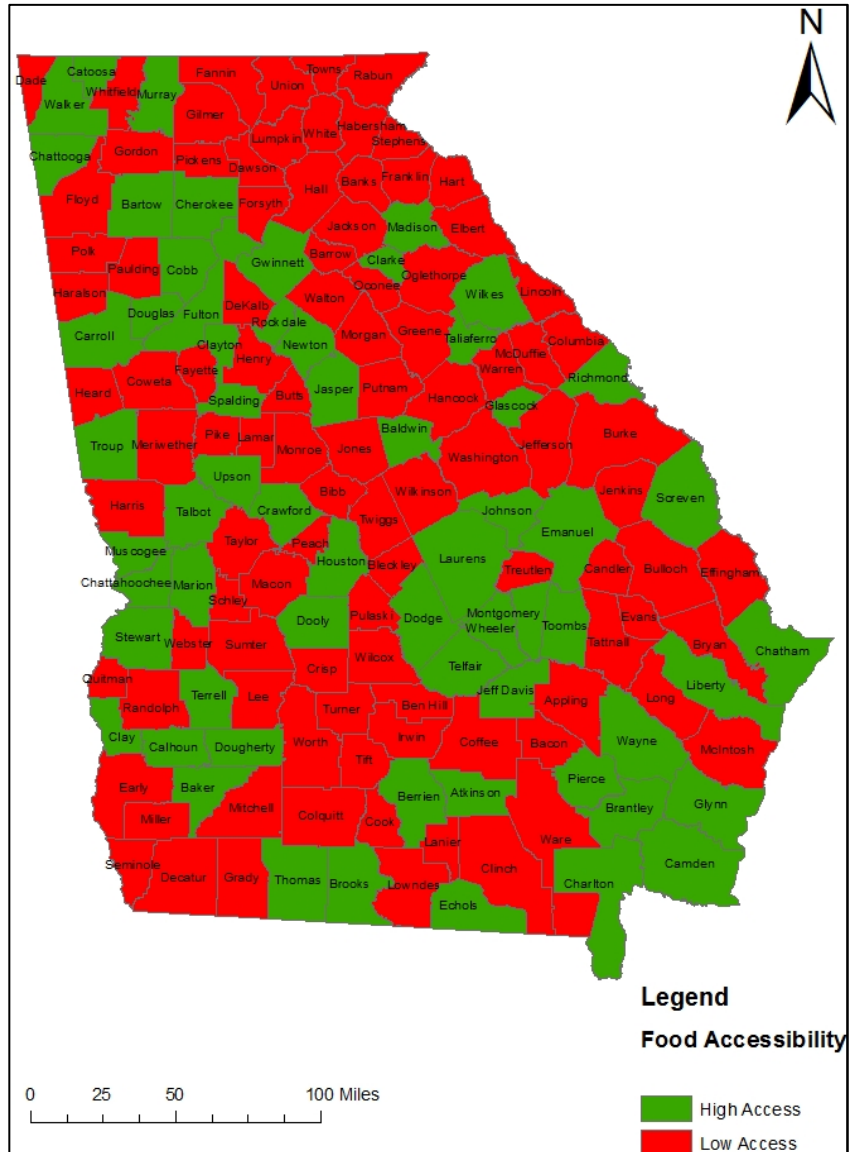 N
Dade
Catoosa
Fannin
Towns
Rabun
Union
Whitfield
Murray
Walker
Gilmer
Habersham
White
Lumpkin
Stephens
Chattooga
Gordon
Pickens
Dawson
Hall
Banks
Franklin
Hart
Floyd
Bartow
Cherokee
Forsyth
Jackson
Madison
Elbert
Polk
Barrow
Clarke
Gwinnett
Paulding
Cobb
Oglethorpe
Oconee
Haralson
Walton
Wilkes
Lincoln
DeKalb
Douglas
Fulton
Rockdale
Carroll
Clayton
Newton
Morgan
Greene
Taliaferro
Columbia
McDuffie
Henry
Warren
Fayette
Coweta
Richmond
Heard
Butts
Jasper
Putnam
Hancock
Spalding
Glascock
Troup
Meriwether
Pike
Lamar
Monroe
Jones
Baldwin
Washington
Jefferson
Burke
Upson
Bibb
Wilkinson
Jenkins
Screven
Harris
Talbot
Crawford
Twiggs
Johnson
Emanuel
Muscogee
Taylor
Peach
Houston
Bleckley
Laurens
Treutlen
Candler
Bulloch
Effingham
Chattahoochee
Marion
Macon
Schley
Dooly
Pulaski
Dodge
Montgomery
Wheeler
Toombs
Evans
Tattnall
Stewart
Webster
Sumter
Bryan
Chatham
Wilcox
Crisp
Telfair
Quitman
Liberty
Terrell
Lee
Jeff Davis
Appling
Long
Randolph
Turner
Ben Hill
Clay
Calhoun
Dougherty
Worth
Irwin
Coffee
Bacon
Wayne
McIntosh
Tift
Early
Baker
Mitchell
Berrien
Atkinson
Pierce
Brantley
Glynn
Miller
Colquitt
Cook
Lanier
Ware
Seminole
Decatur
Grady
Thomas
Brooks
Lowndes
Clinch
Charlton
Camden
Echols
Legend
Food Accessibility
High Access
Low Access
0 25 50 100 Miles